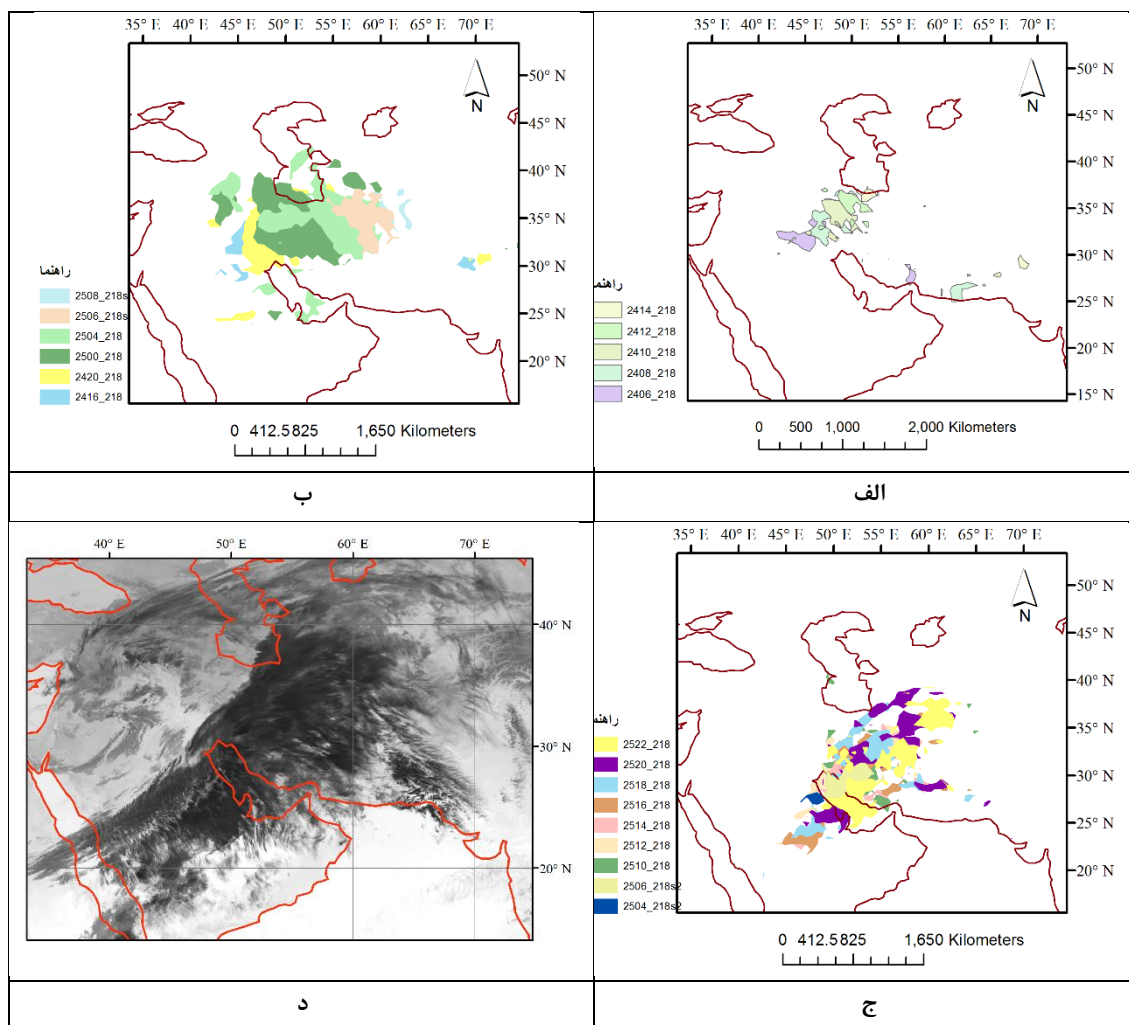 35° E 40° E 45° E 50° E 55° E 60° E 65° E 70° E
50° N
N
45° N
40° N
35° N
30° N
25° N
20° N
15° N
راهنم
2414_218
2412_218
2410_218
2408_218
2406_218
0 500 1,000 2,000 Kilometers
الف
35° E 40° E 45° E 50° E 55° E 60° E 65° E 70° E
50° N
N
45° N
40° N
35° N
30° N
25° N
20° N
راهنما
2508_218s
2506_218s
2504_218
2500_218
2420_218
2416_218
0 412.5825 1,650 Kilometers
ب
35° E 40° E 45° E 50° E 55° E 60° E 65° E 70° E
50° N
N
45° N
40° N
35° N
30° N
25° N
20° N
راهنم
2522_218
2520_218
2518_218
2516_218
2514_218
2512_218
2510_218
2506_218s2
2504_218s2
0 412.5825 1,650 Kilometers
ج
40° E 50° E 60° E 70° E
40° N
30° N
20° N
د